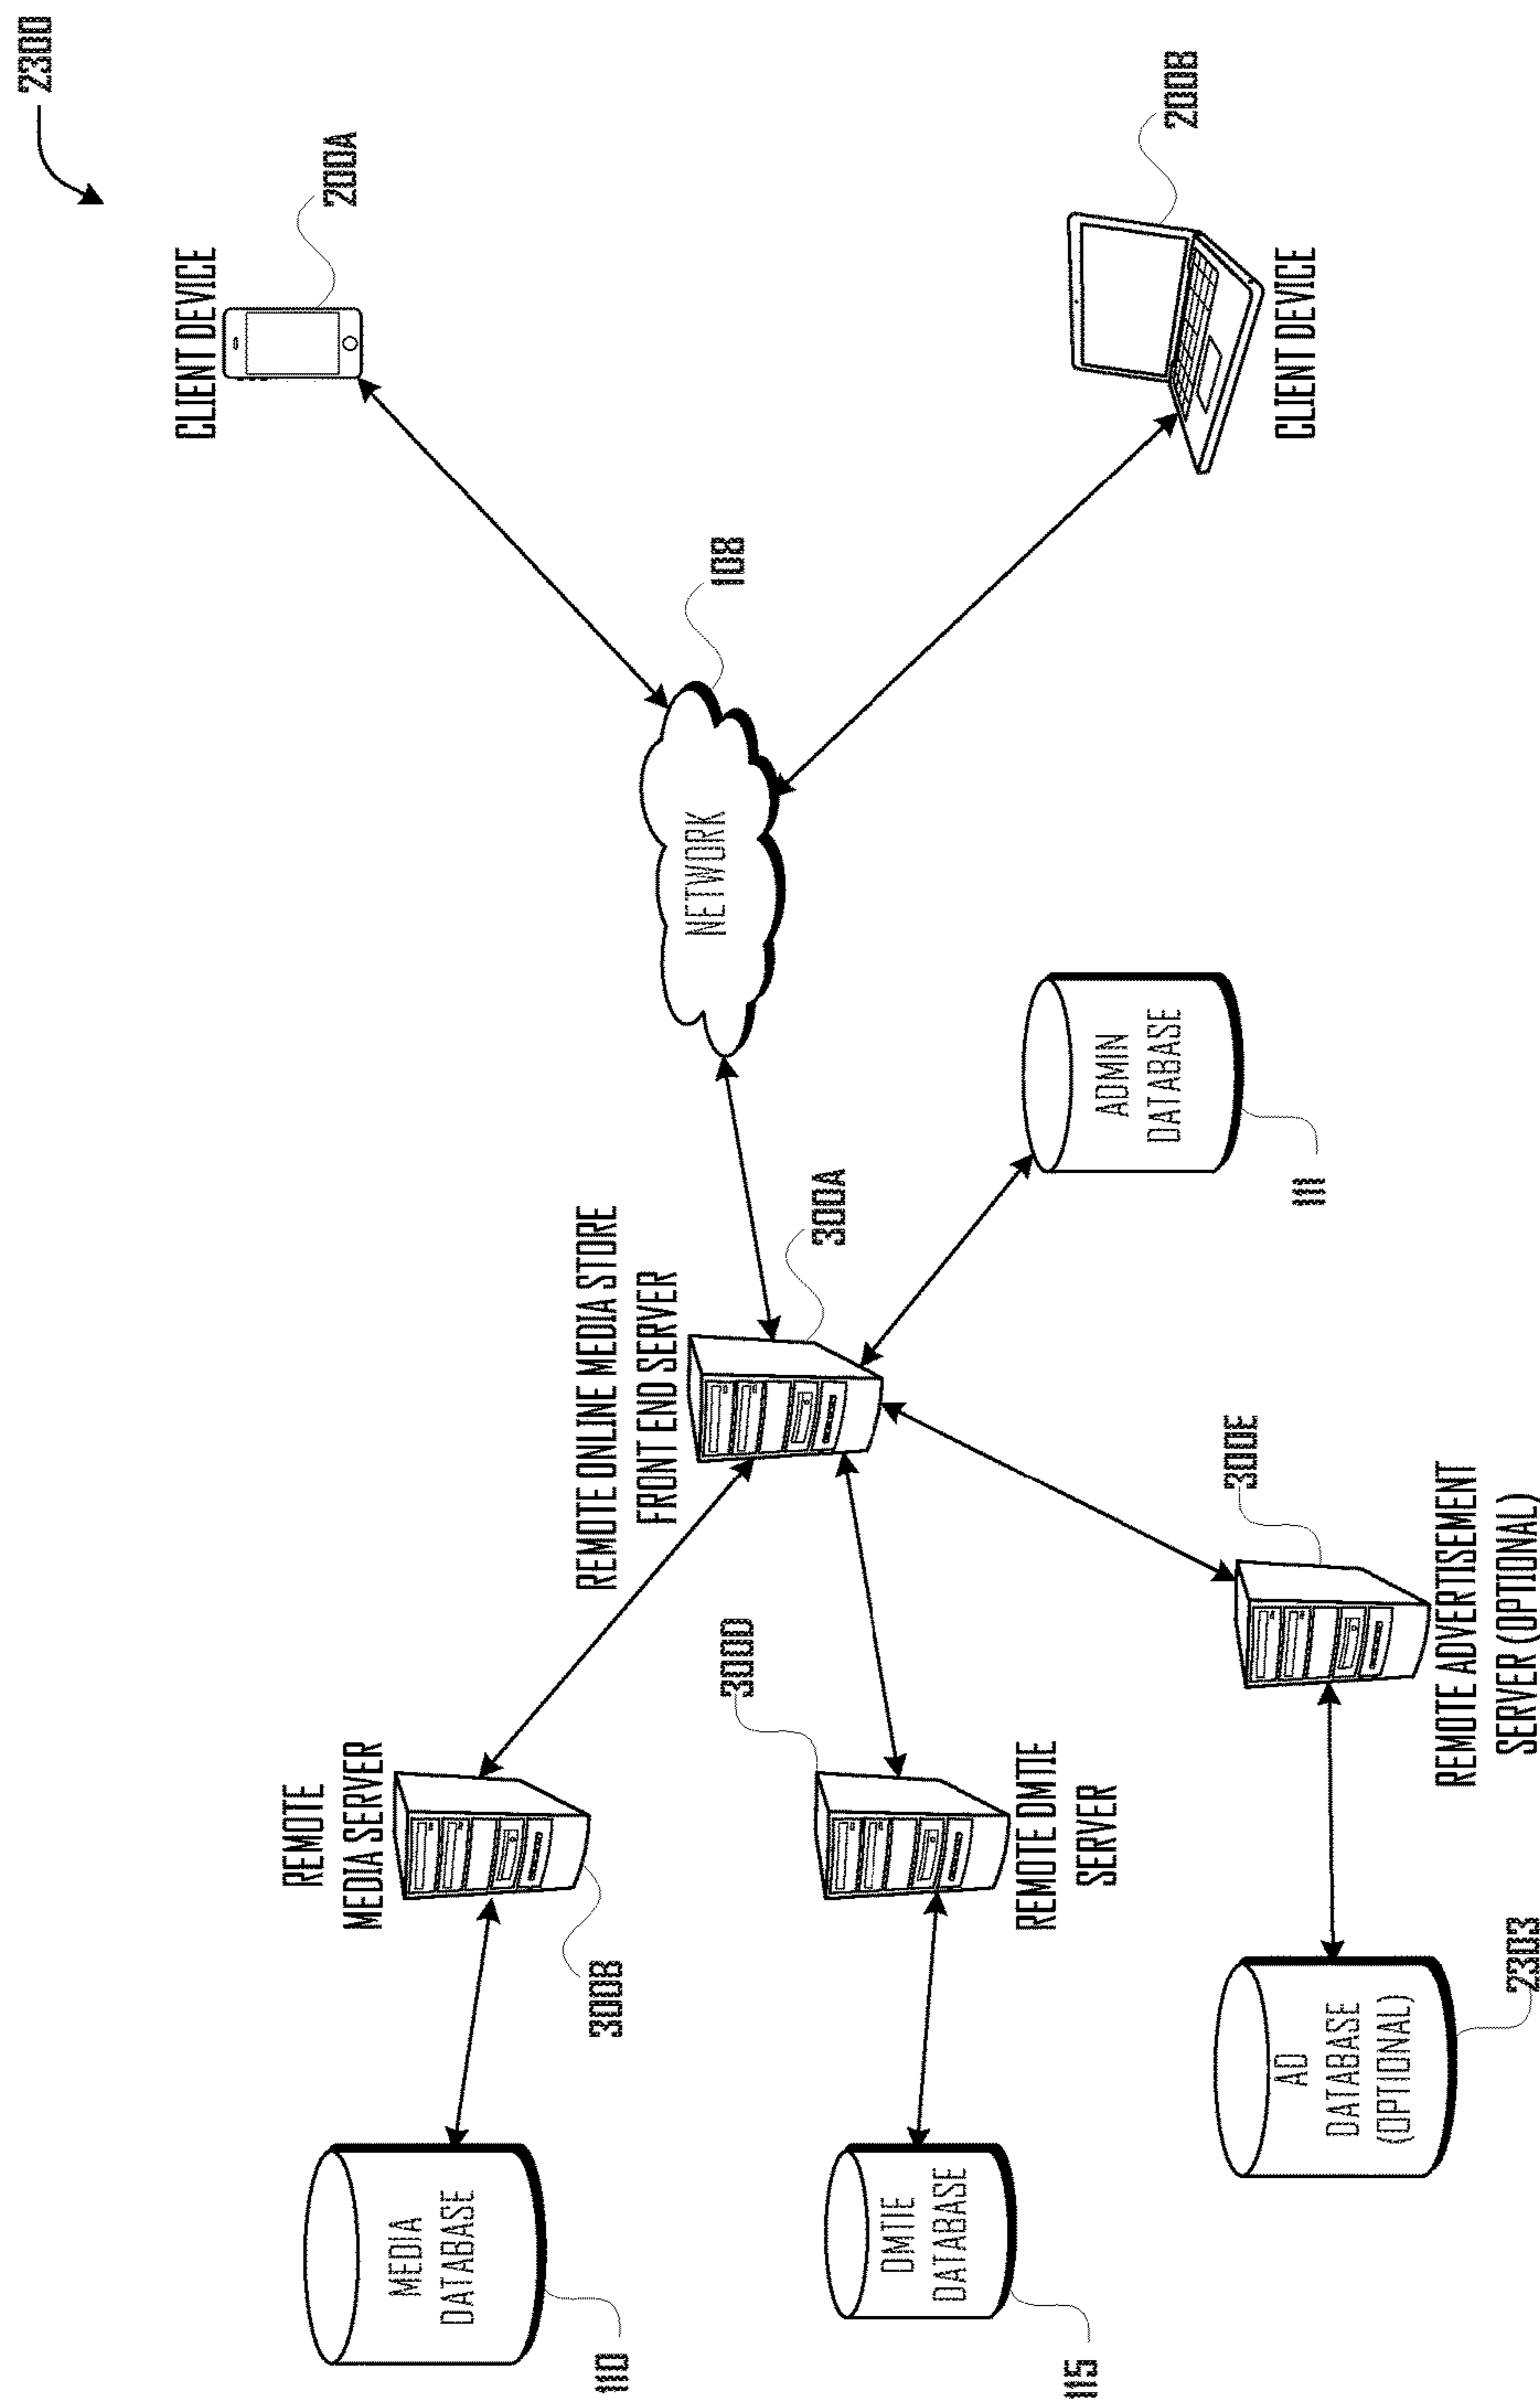 2300
CLIENT DEVICE
200A
REMOTE
MEDIA SERVER
MEDIA
DATABASE
110
300B
REMOTE ONLINE MEDIA STORE
FRONT END SERVER
300A
NETWORK
108
300D
DMTIE
DATABASE
115
REMOTE DMTIE
SERVER
ADMIN
DATABASE
111
200B
CLIENT DEVICE
300E
AD
DATABASE
(OPTIONAL)
2303
REMOTE ADVERTISEMENT
SERVER (OPTIONAL)